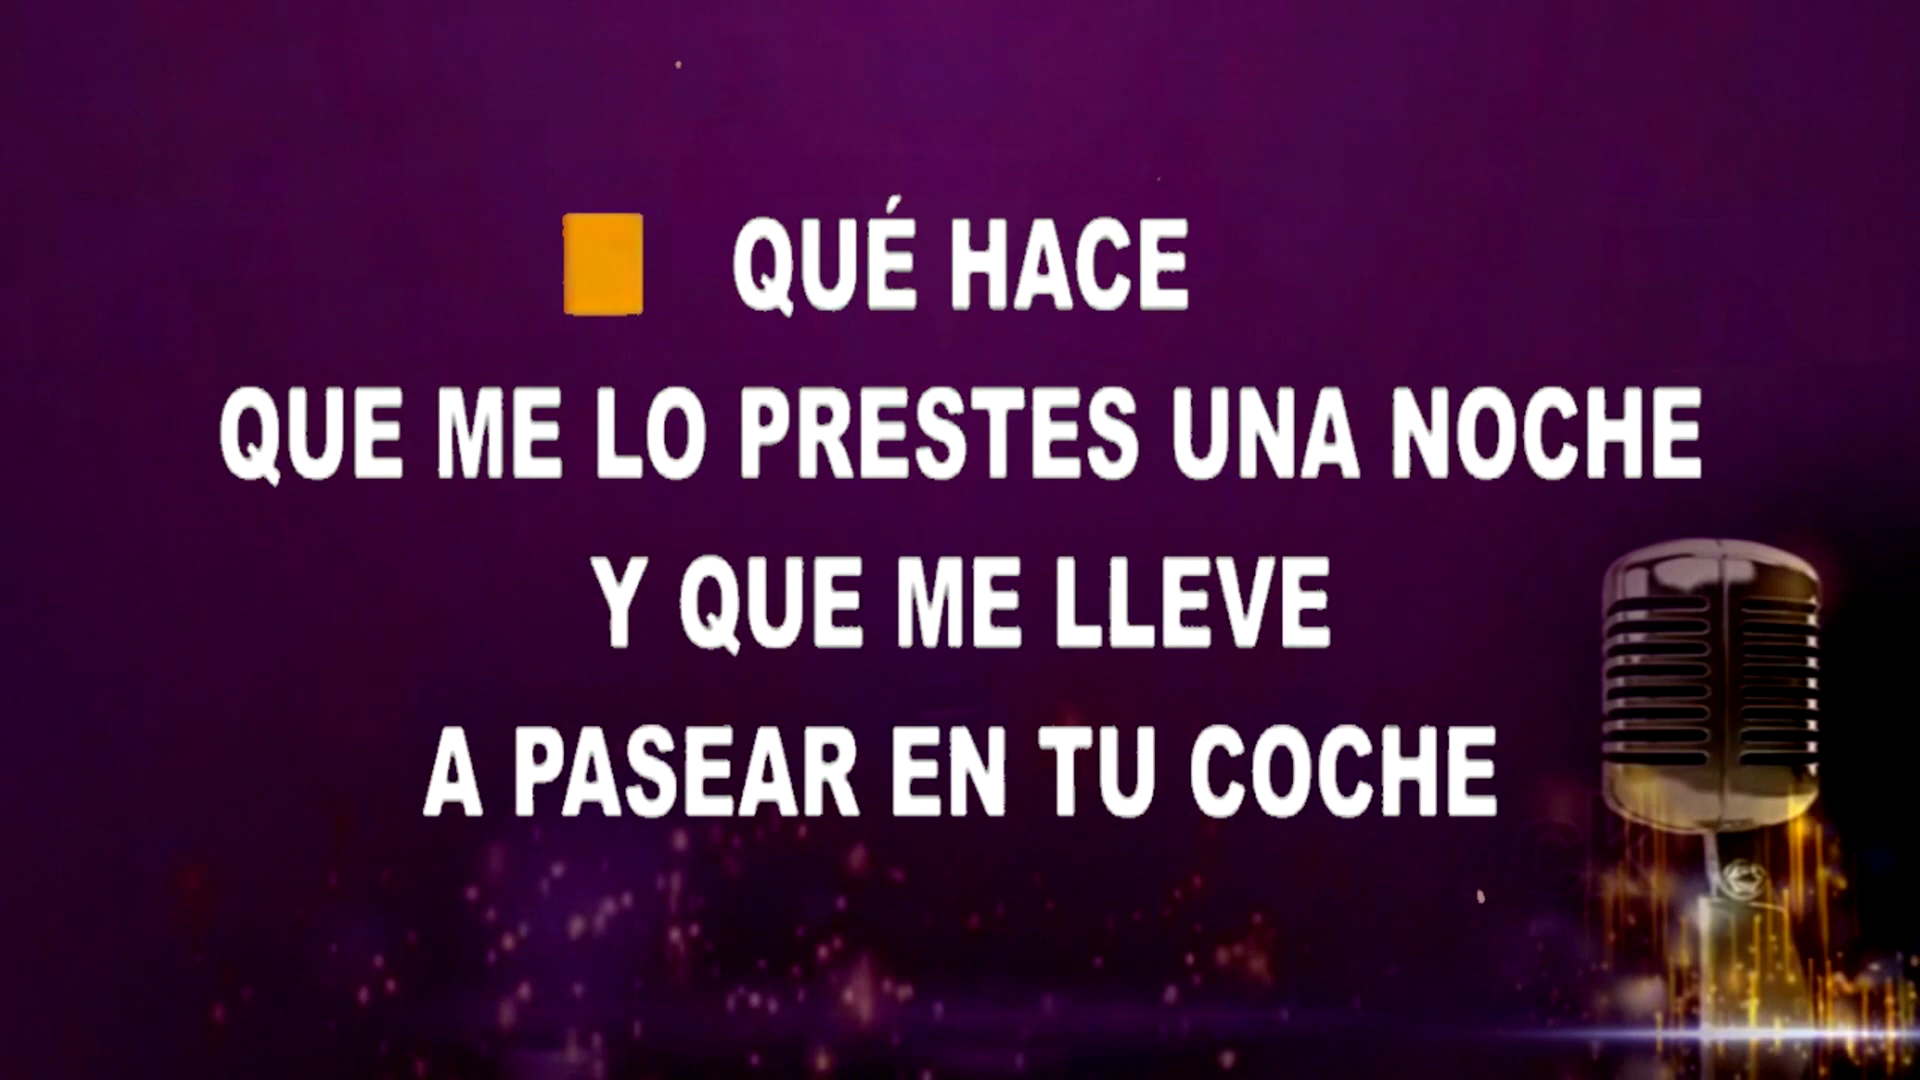 QUÉ HACE
QUE ME LO PRESTES UNA NOCHE
Y QUE ME LLEVE
A PASEAR EN TU COCHE